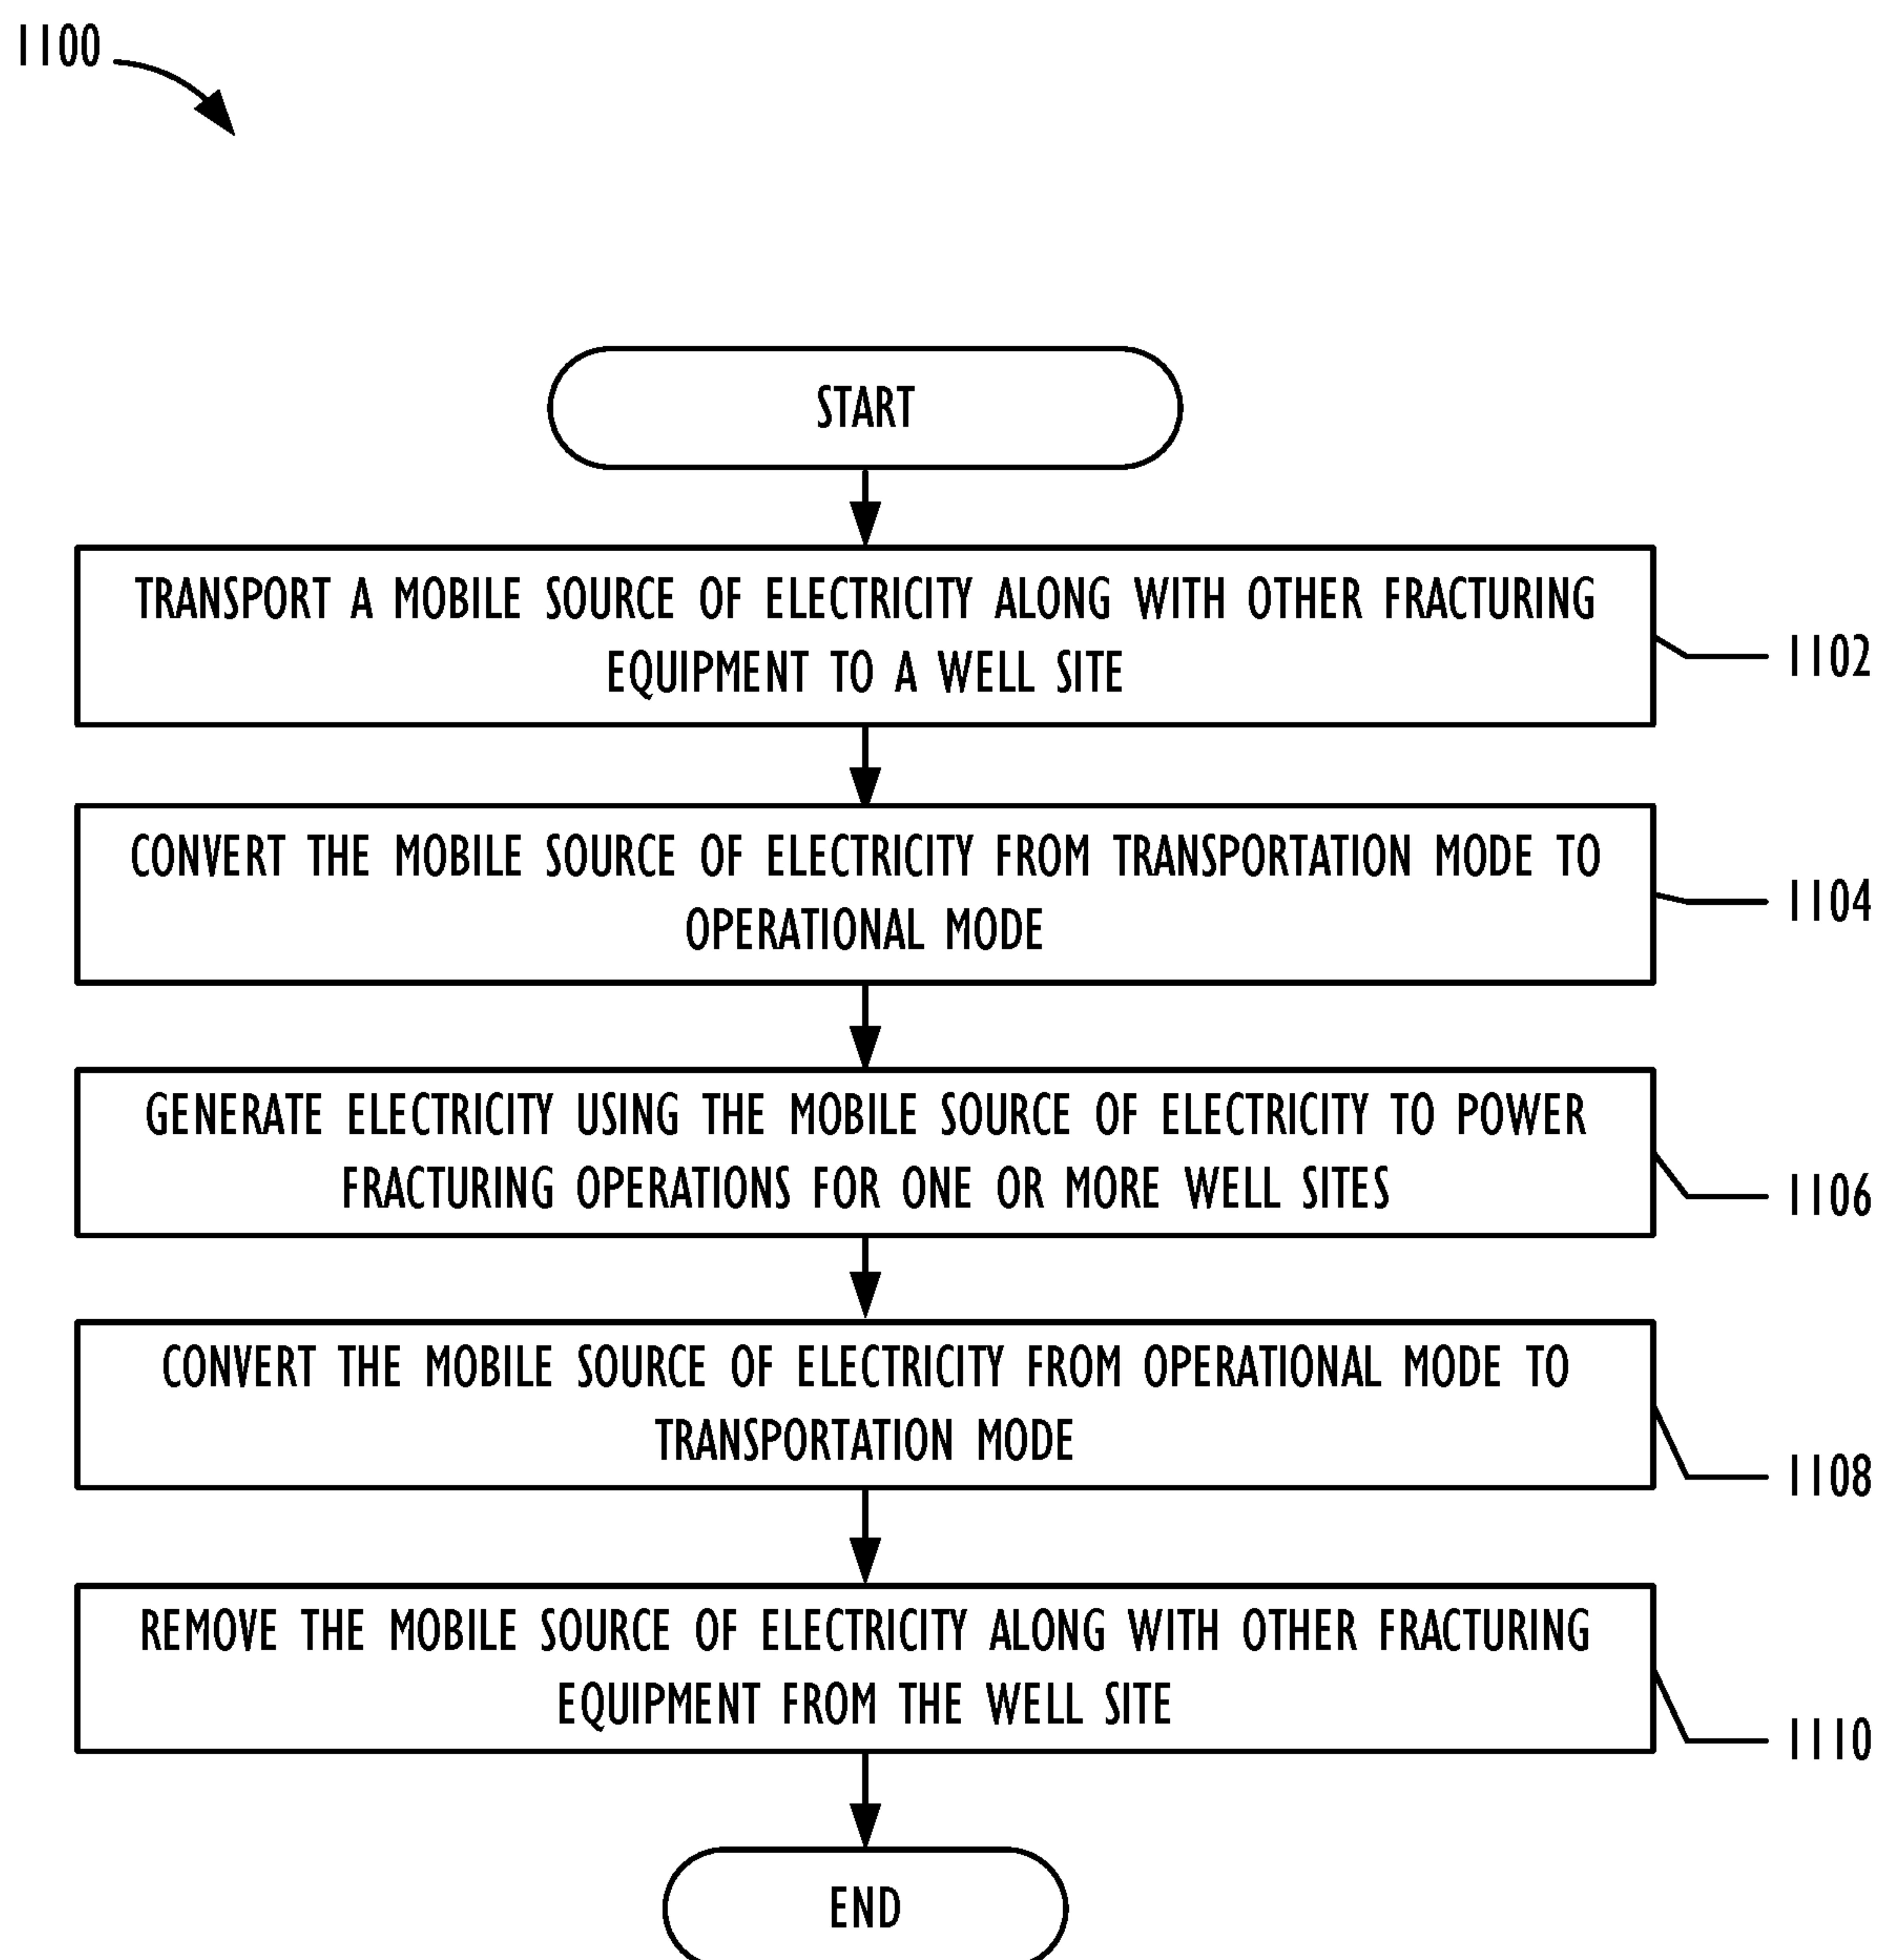 1100
START
TRANSPORT A MOBILE SOURCE OF ELECTRICITY ALONG WITH OTHER FRACTURING
EQUIPMENT TO A WELL SITE
1102
CONVERT THE MOBILE SOURCE OF ELECTRICITY FROM TRANSPORTATION MODE TO
OPERATIONAL MODE
1104
GENERATE ELECTRICITY USING THE MOBILE SOURCE OF ELECTRICITY TO POWER
FRACTURING OPERATIONS FOR ONE OR MORE WELL SITES
1106
CONVERT THE MOBILE SOURCE OF ELECTRICITY FROM OPERATIONAL MODE TO
TRANSPORTATION MODE
1108
REMOVE THE MOBILE SOURCE OF ELECTRICITY ALONG WITH OTHER FRACTURING
EQUIPMENT FROM THE WELL SITE
1110
END